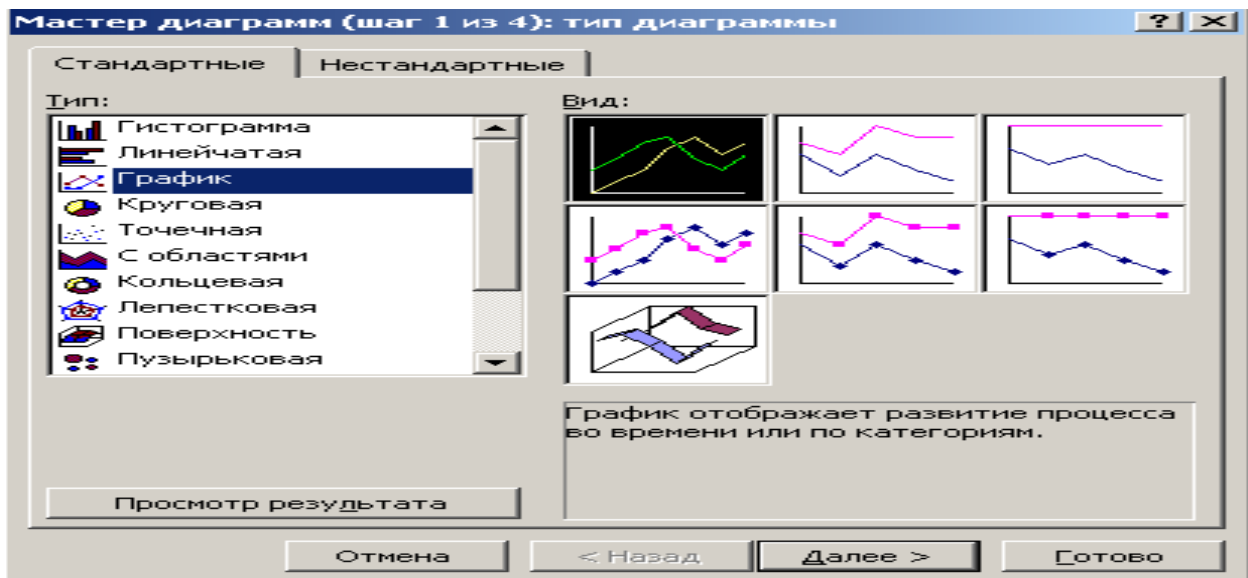 Мастер диаграмм (шаг 1 из 4): тип диаграммы
Стандартные
Нестандартные
Тип:
Гистограмма
Линейчатая
График
Круговая
Точечная
С областями
Кольцевая
Лепестковая
Поверхность
Пузырьковая
Вид:
График отображает развитие процесса
во времени или по категориям.
Просмотр результата
Отмена
< Назад
Далее >
Готово